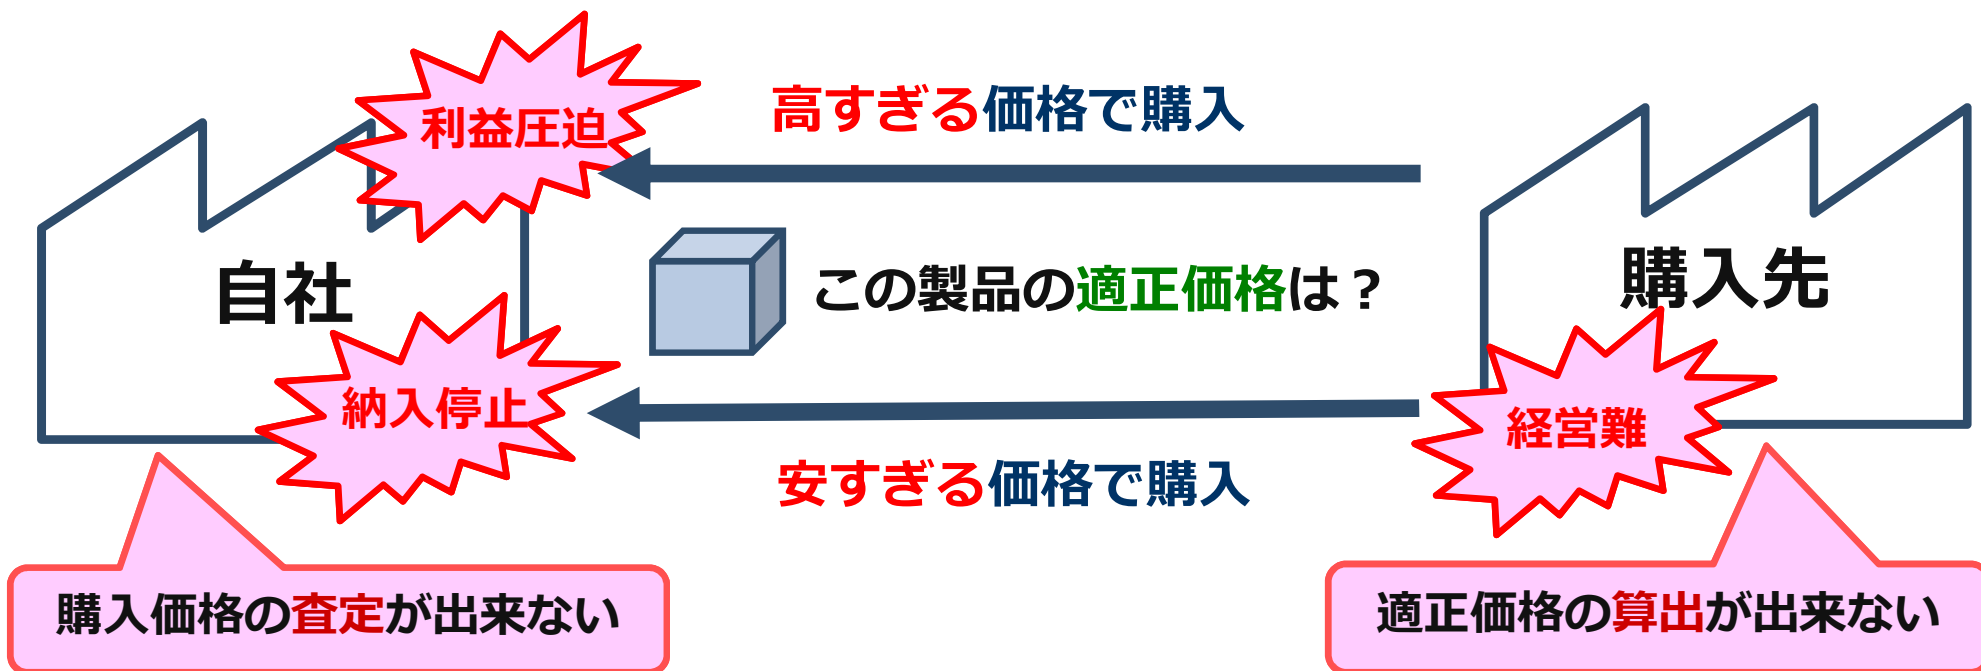 利益圧迫
高すぎる価格で購入
自社
この製品の適正価格は？
購入先
納入停止
経営難
安すぎる価格で購入
購入価格の査定が出来ない
適正価格の算出が出来ない